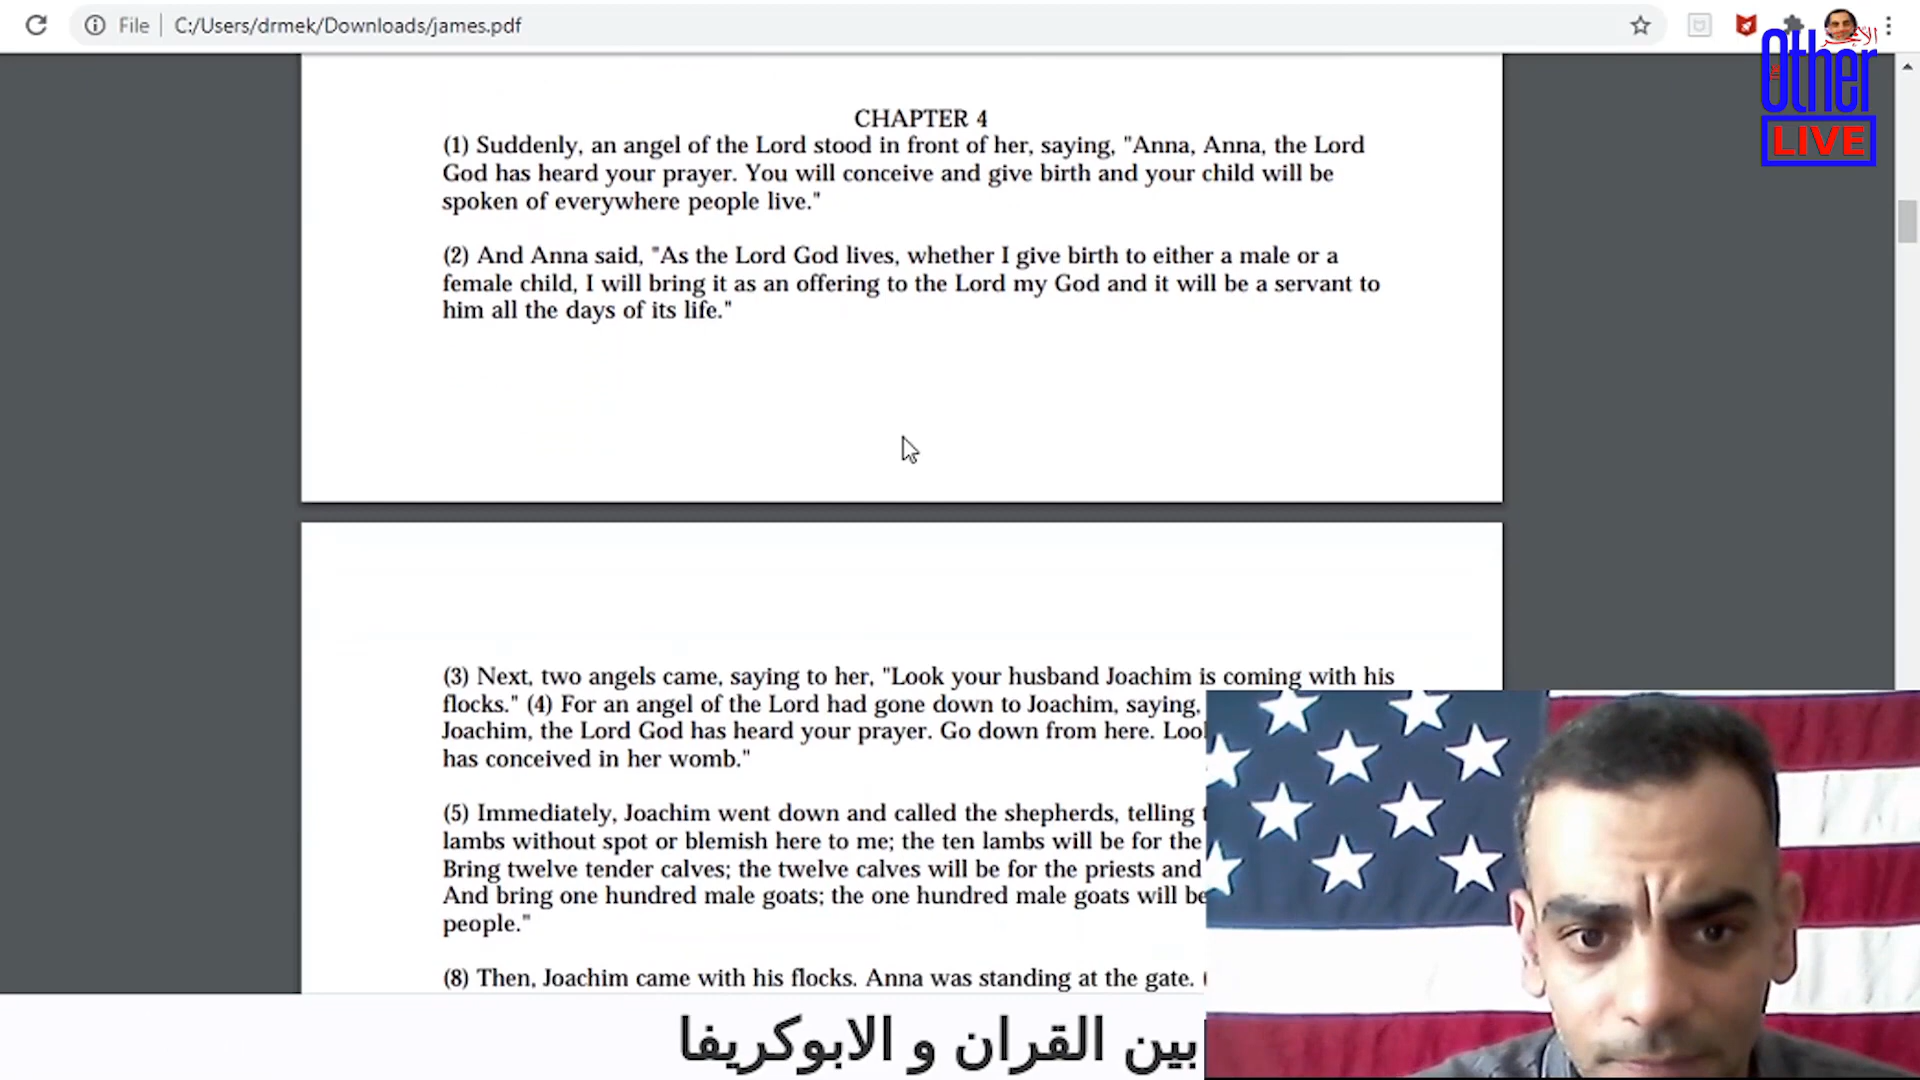 File
C:/Users/drmek/Downloads/james.pdf
الآخر
Other
LIVE
CHAPTER 4
(1) Suddenly, an angel of the Lord stood in front of her, saying, "Anna, Anna, the Lord
God has heard your prayer. You will conceive and give birth and your child will be
spoken of everywhere people live."
(2) And Anna said, "As the Lord God lives, whether I give birth to either a male or a
female child, I will bring it as an offering to the Lord my God and it will be a servant to
him all the days of its life."
(3) Next, two angels came, saying to her, "Look your husband Joachim is coming with his
flocks." (4) For an angel of the Lord had gone down to Joachim, saying,
Joachim, the Lord God has heard your prayer. Go down from here.
has conceived in her womb."
(5) Immediately, Joachim went down and called the shepherds, telling
lambs without spot or blemish here to me; the ten lambs will be for the
Bring twelve tender calves; the twelve calves will be for the priests and
And bring one hundred male goats; the one hundred male goats will be
people."
(8) Then, Joachim came with his flocks. Anna was standing at the gate.
بين القران و الابوكريفا